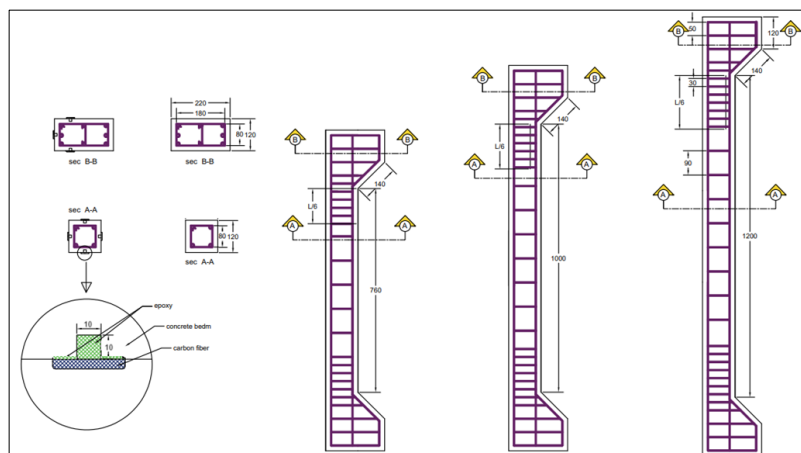 220
180
80
120
sec B-B
sec B-B
sec A-A
80
120
sec A-A
epoxy
10
10
concrete bedm
carbon fiber
B
B
140
L/6
A
A
760
B
B
140
L/6
A
A
1000
50
B
B
120
140
30
L/6
90
A
A
1200